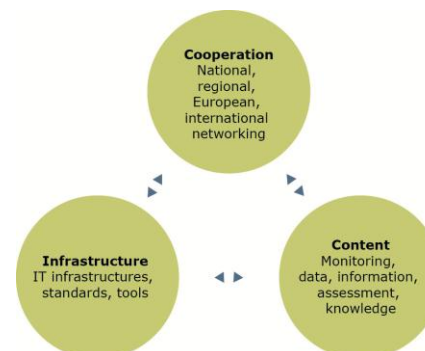 Cooperation
National,
regional,
European,
international
networking
Infrastructure
IT infrastructures,
standards, tools
Content
Monitoring,
data, information,
assessment,
knowledge